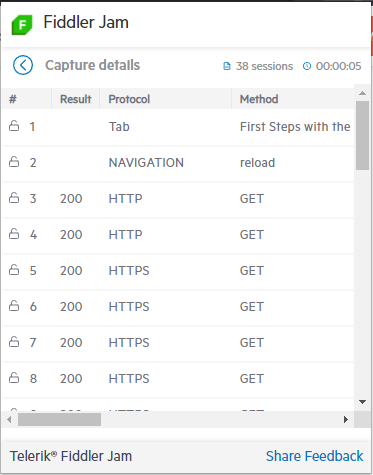 F Fiddler Jam
Capture details 38 sessions 00:00:05
# Result Protocol Method
1 Tab First Steps with the
2 NAVIGATION reload
3 200 HTTP GET
4 200 HTTP GET
5 200 HTTPS GET
6 200 HTTPS GET
7 200 HTTPS GET
8 200 HTTPS GET
Telerik® Fiddler Jam Share Feedback